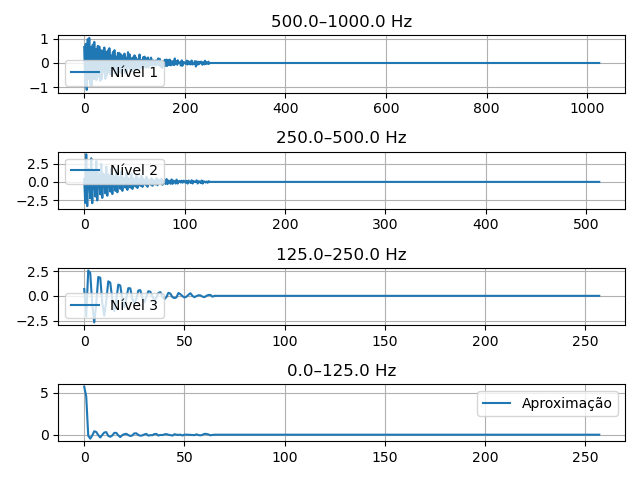 500.0–1000.0 Hz
1
0
−1
Nível 1
0 200 400 600 800 1000
250.0–500.0 Hz
2.5
0.0
−2.5
Nível 2
0 100 200 300 400 500
125.0–250.0 Hz
2.5
0.0
−2.5
Nível 3
0 50 100 150 200 250
0.0–125.0 Hz
5
0
Aproximação
0 50 100 150 200 250